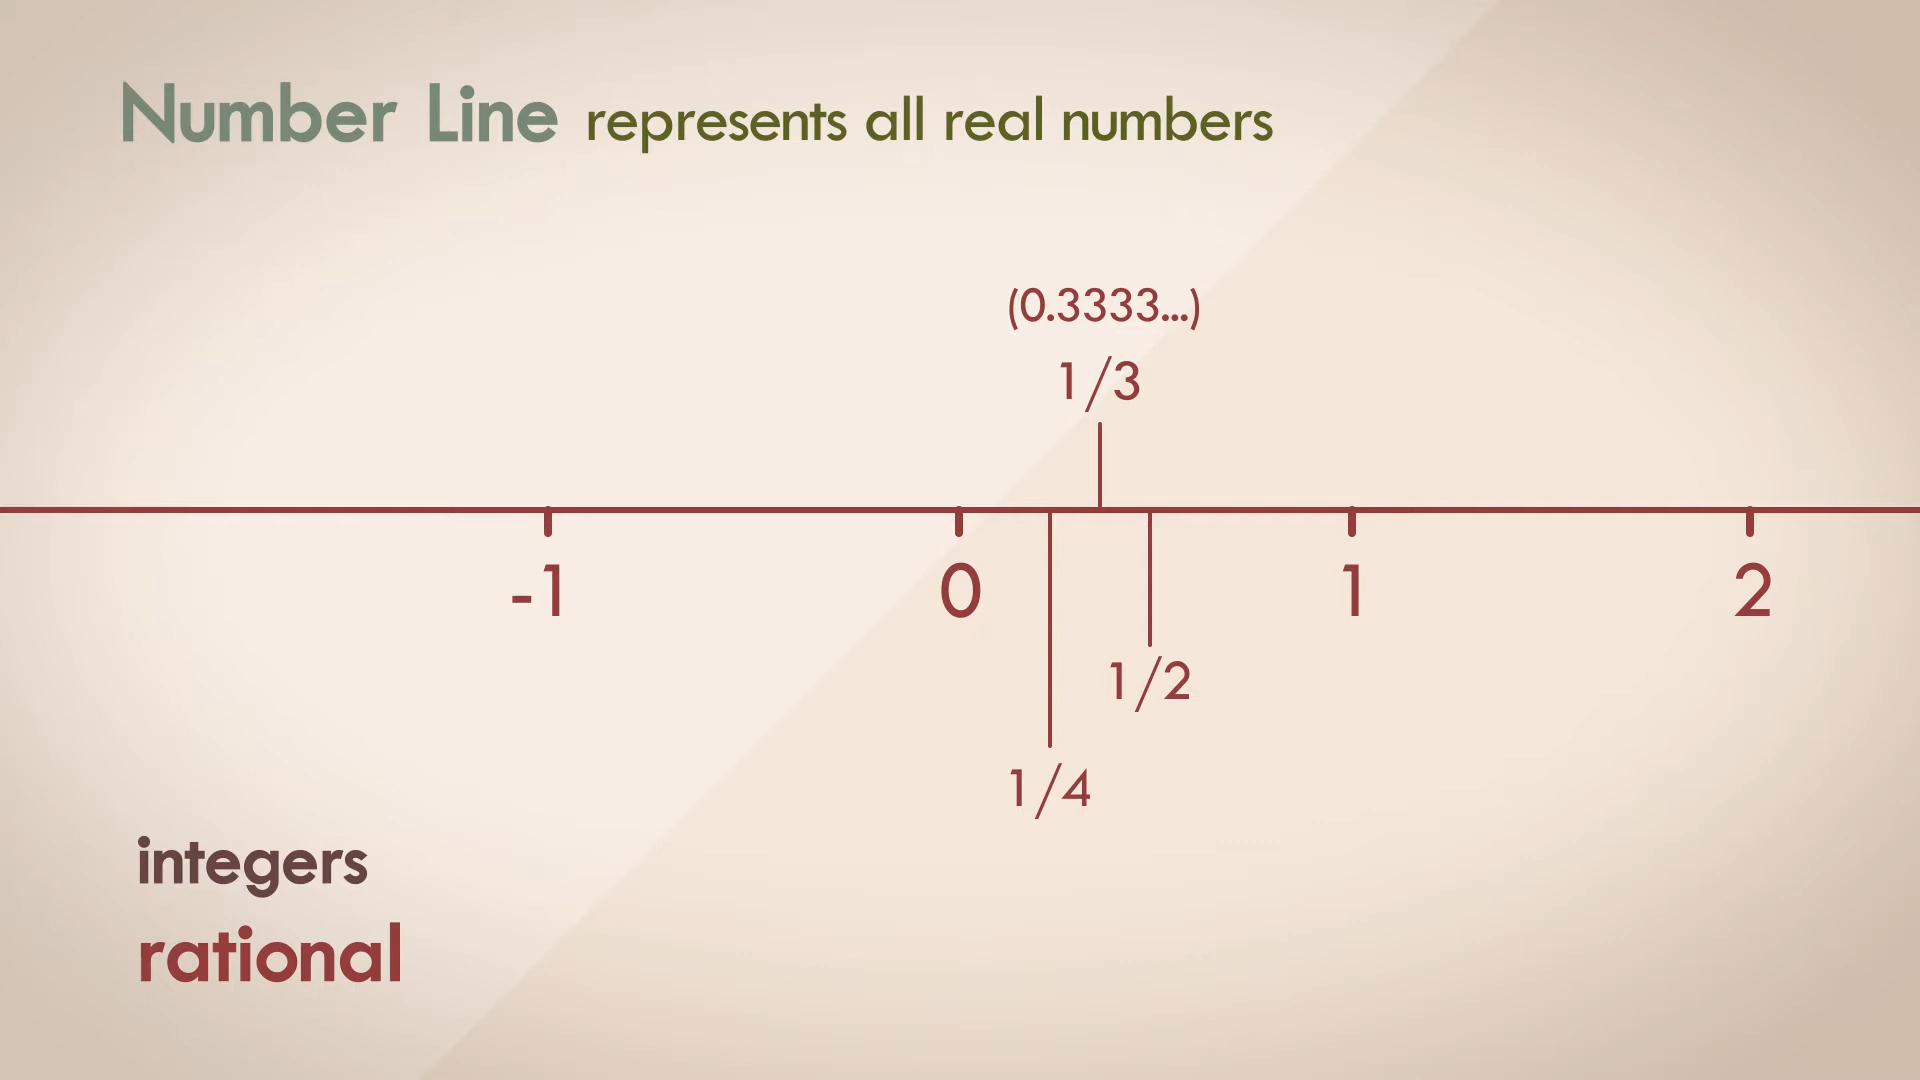 Number Line represents all real numbers
(0.3333...)
1/3
-1 0 1 2
1/2
1/4
integers
rational